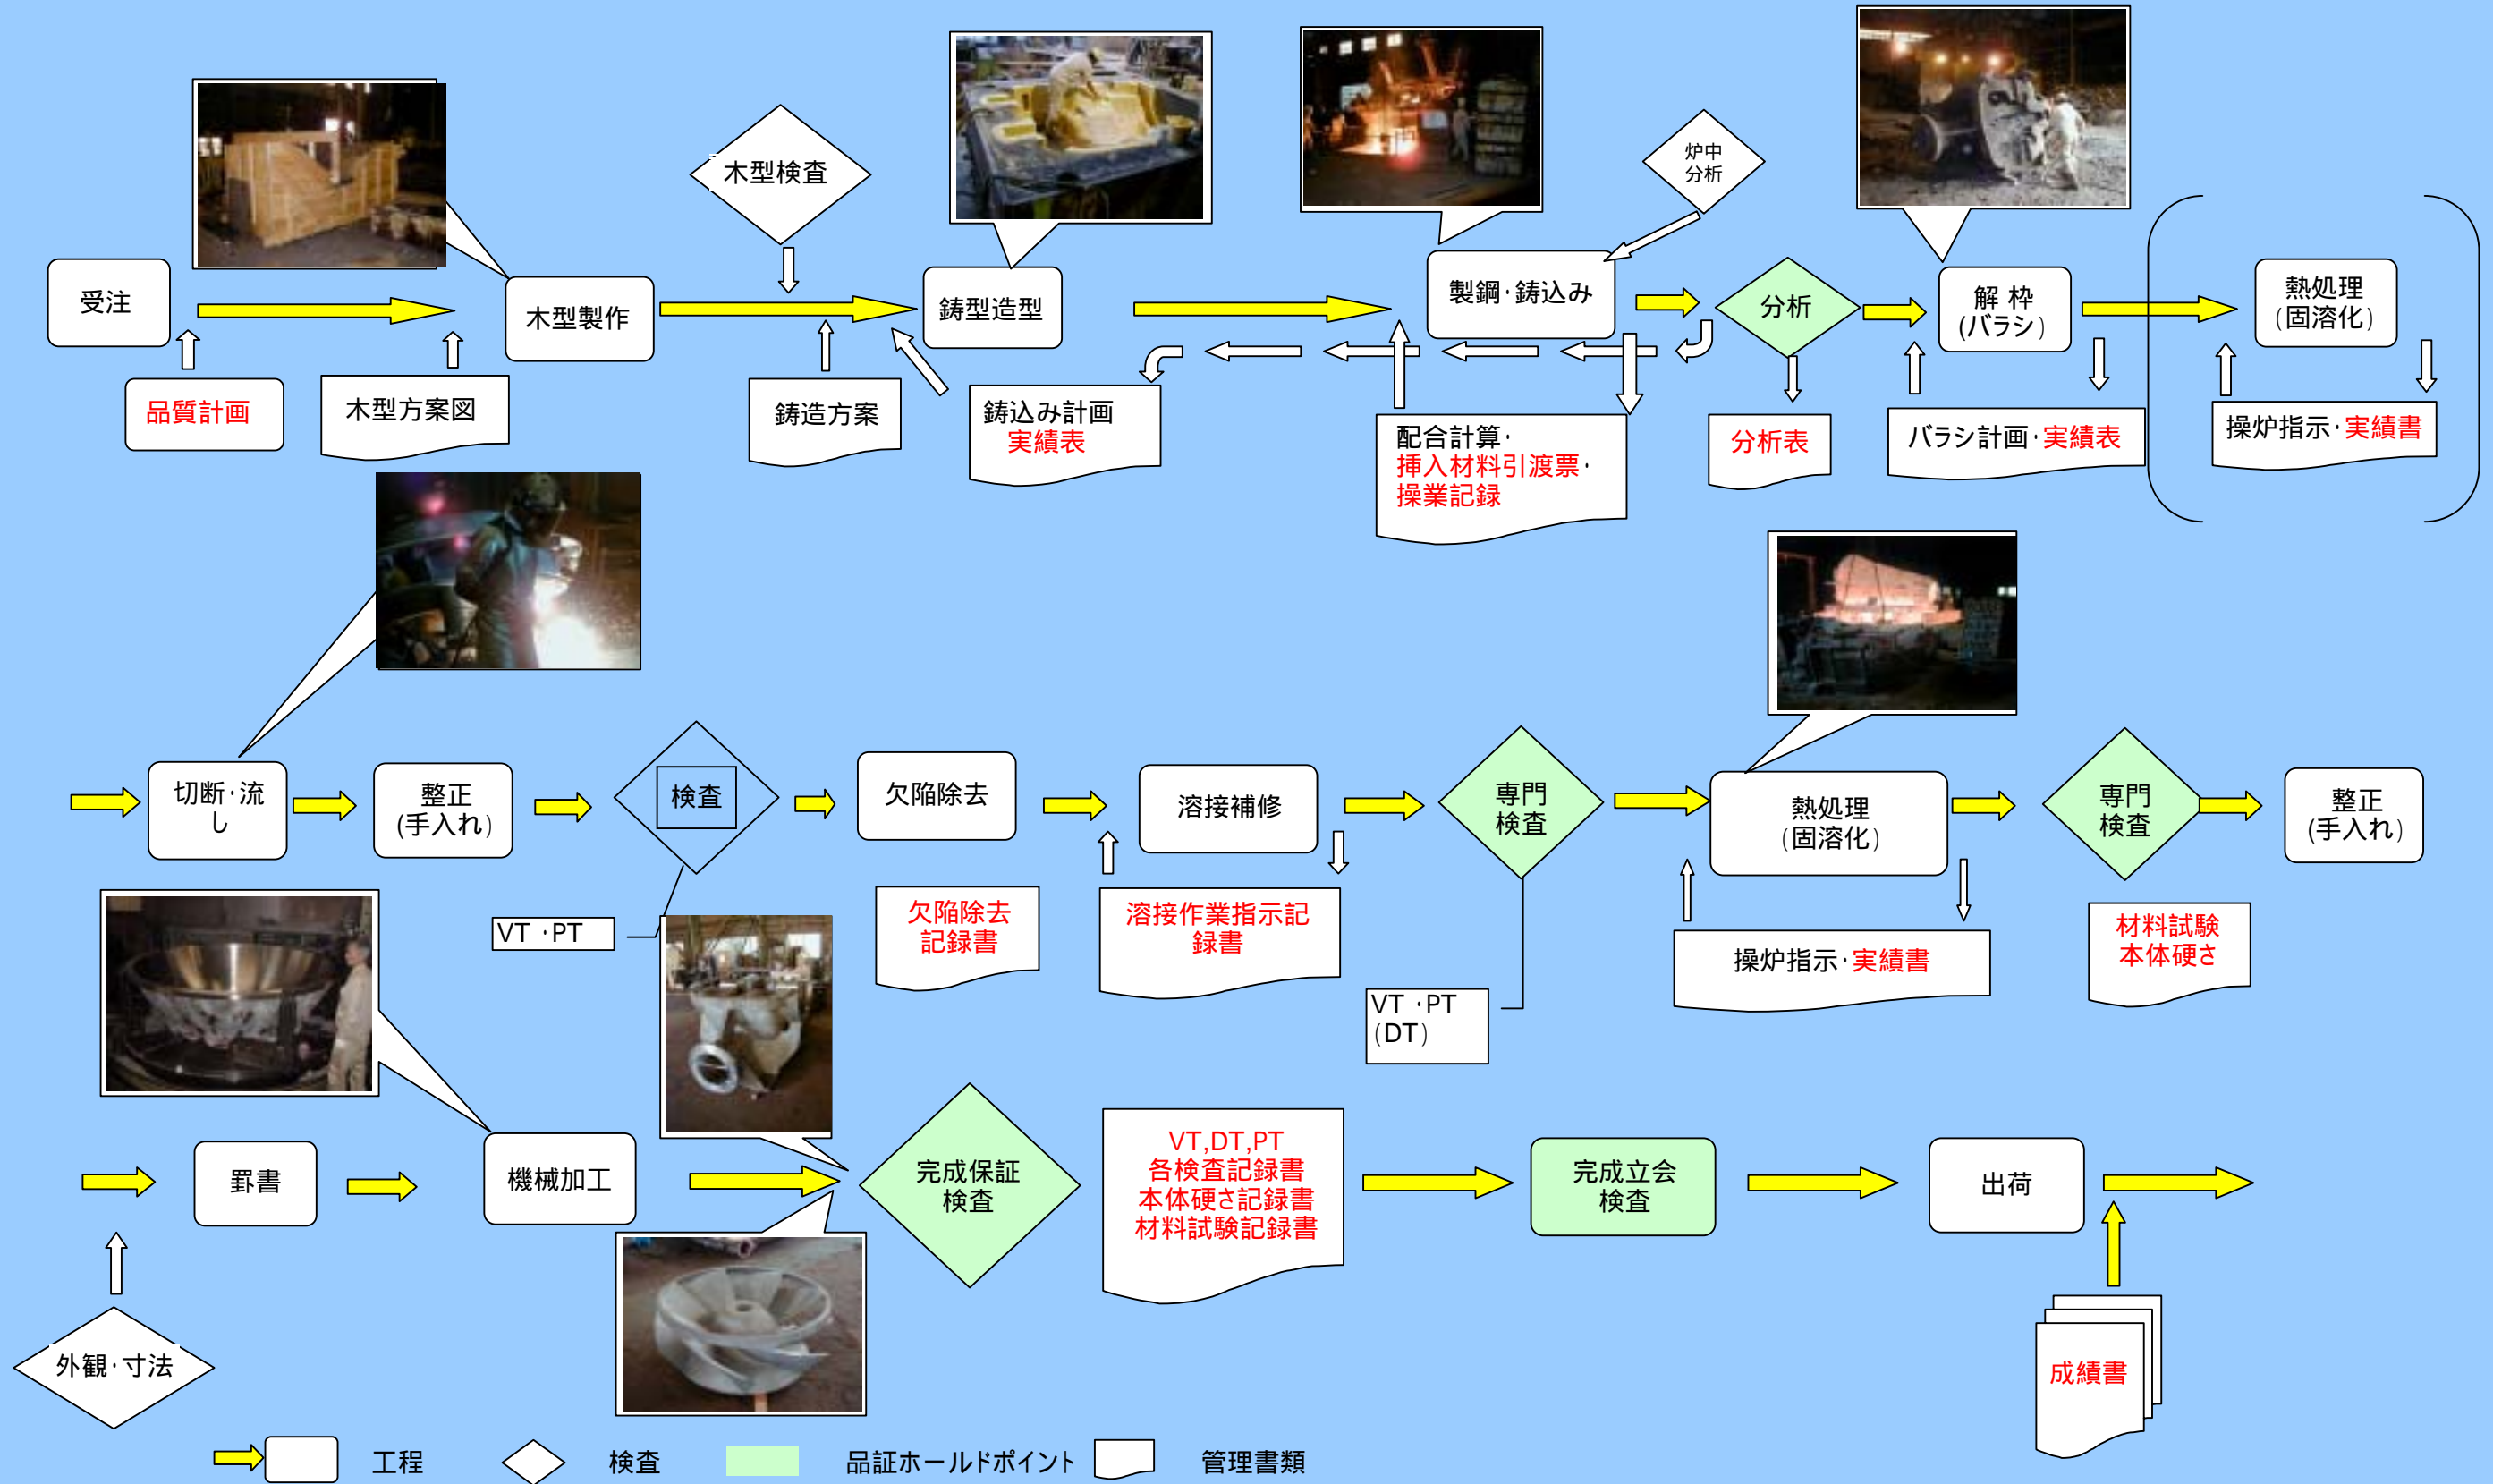 木型検査
炉中
分析
受注
木型製作
鋳型造型
製鋼・鋳込み
分析
解 枠
(バラシ)
熱処理
(固溶化)
品質計画
木型方案図
鋳造方案
鋳込み計画
実績表
配合計算・
挿入材料引渡票・
操業記録
分析表
バラシ計画・実績表
操炉指示・実績書
切断・流
し
整正
(手入れ)
検査
欠陥除去
溶接補修
専門
検査
熱処理
(固溶化)
専門
検査
整正
(手入れ)
VT ・PT
欠陥除去
記録書
溶接作業指示記
録書
VT ・PT
(DT)
操炉指示・実績書
材料試験
本体硬さ
罫書
機械加工
完成保証
検査
VT,DT,PT
各検査記録書
本体硬さ記録書
材料試験記録書
完成立会
検査
出荷
外観・寸法
成績書
工程
検査
品証ホールドポイント
管理書類